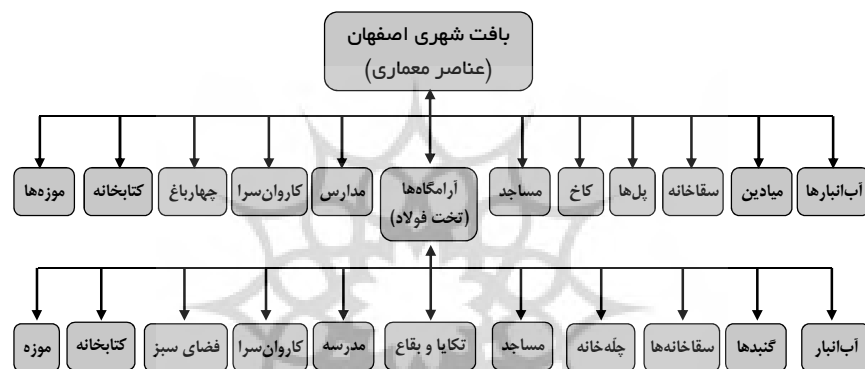 بافت شهری اصفهان
(عناصر معماری)
آب‌انبارها
میادین
سقاخانه
پل‌ها
کاخ
مساجد
آرامگاه‌ها
(تخت فولاد)
مدارس
کاروان‌سرا
چهارباغ
کتابخانه
موزه‌ها
آب‌انبار
گنبدها
سقاخانه‌ها
چلّه‌خانه
مساجد
تکایا و بقاع
مدرسه
کاروان‌سرا
فضای سبز
کتابخانه
موزه